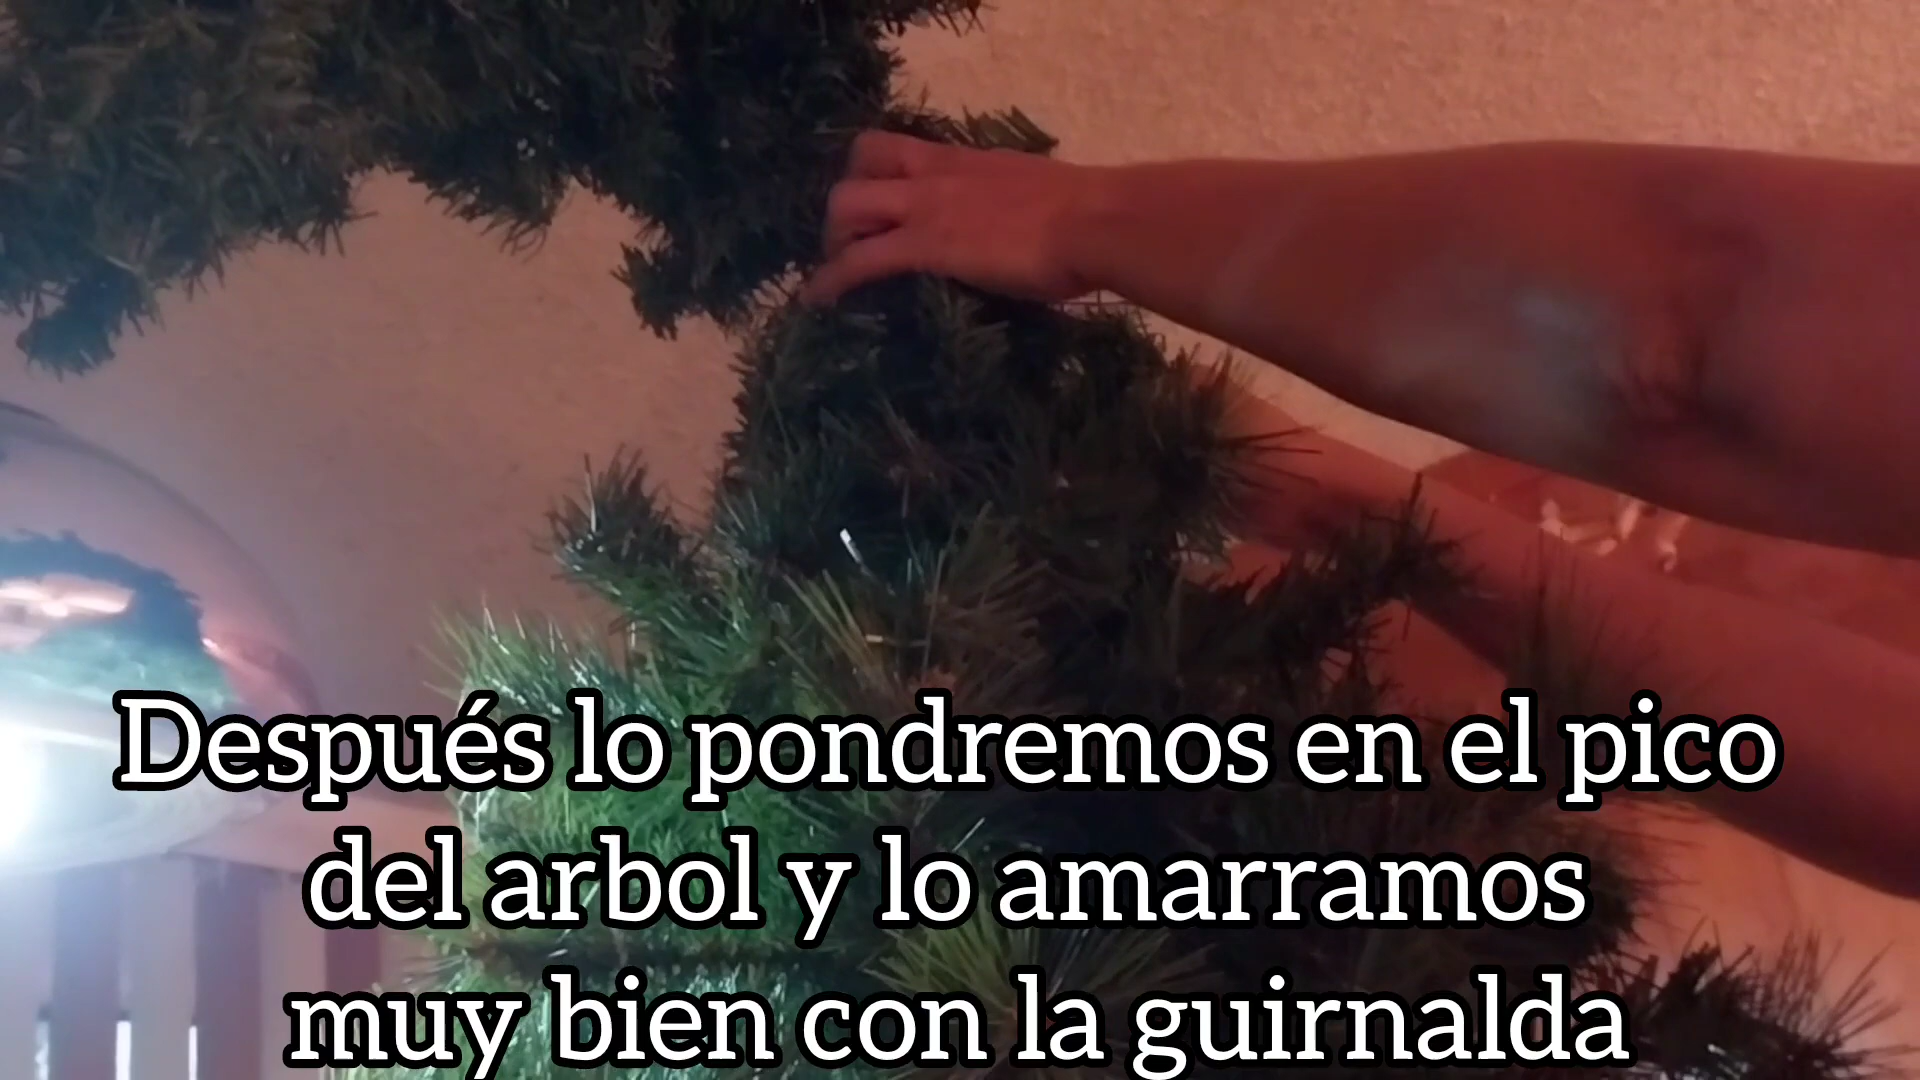 Después lo pondremos en el pico
del arbol y lo amarramos
muy bien con la guirnalda